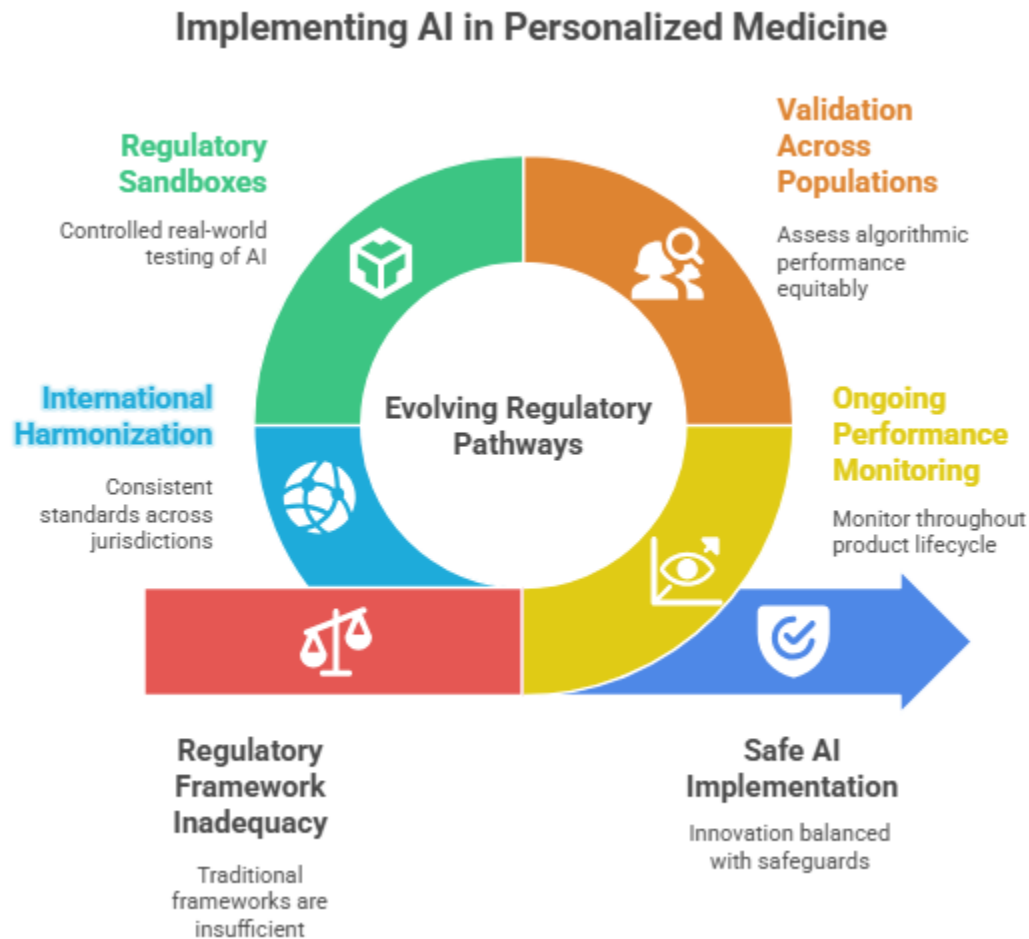 Implementing AI in Personalized Medicine
Regulatory
Sandboxes
Controlled real-world
testing of AI
Validation
Across
Populations
Assess algorithmic
performance
equitably
International
Harmonization
Consistent
standards across
jurisdictions
Evolving Regulatory
Pathways
Ongoing
Performance
Monitoring
Monitor throughout
product lifecycle
Regulatory
Framework
Inadequacy
Traditional
frameworks are
insufficient
Safe AI
Implementation
Innovation balanced
with safeguards